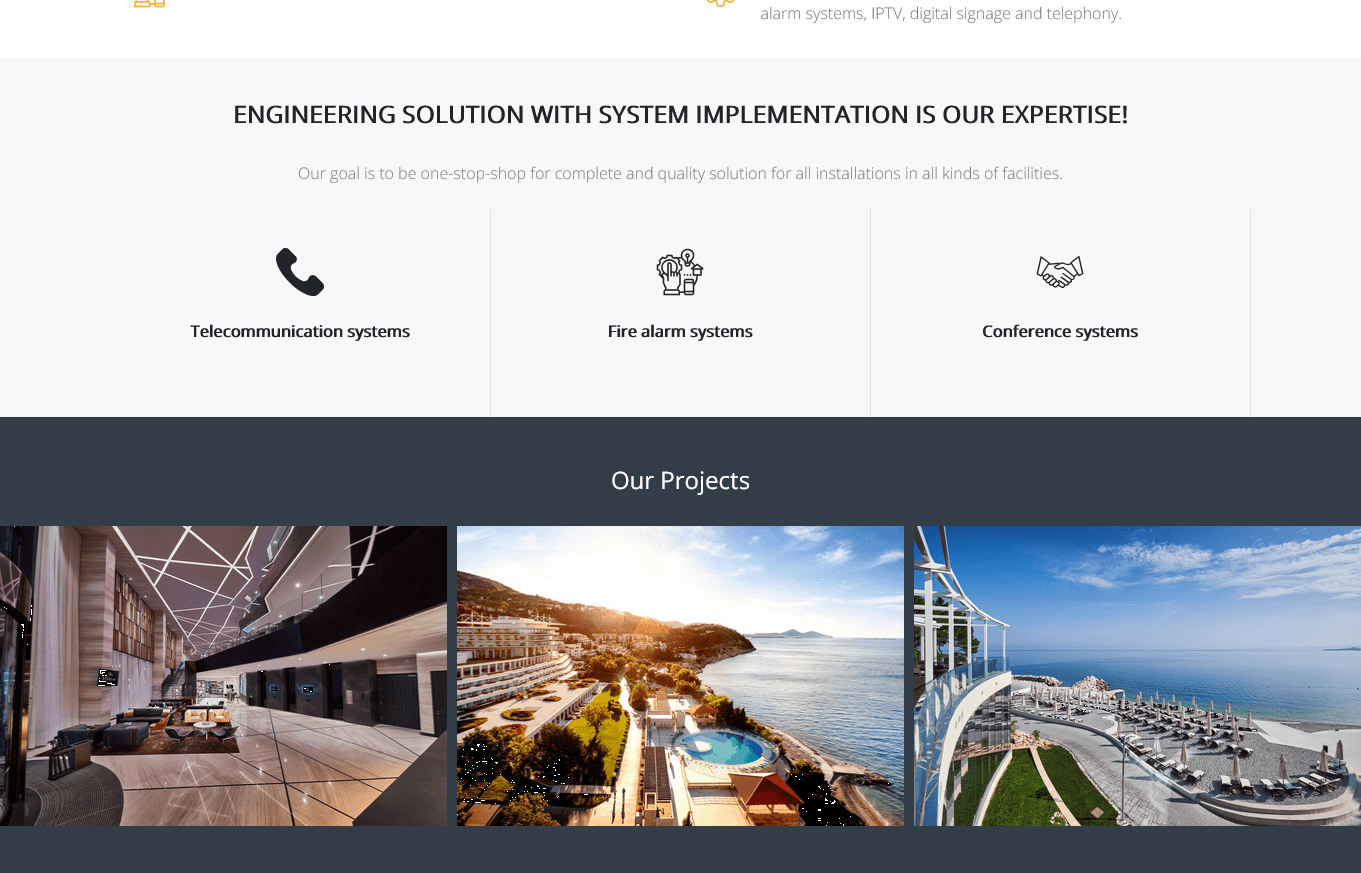 alarm systems, IPTV, digital signage and telephony.
ENGINEERING SOLUTION WITH SYSTEM IMPLEMENTATION IS OUR EXPERTISE!
Our goal is to be one-stop-shop for complete and quality solution for all installations in all kinds of facilities.
Telecommunication systems
Fire alarm systems
Conference systems
Our Projects